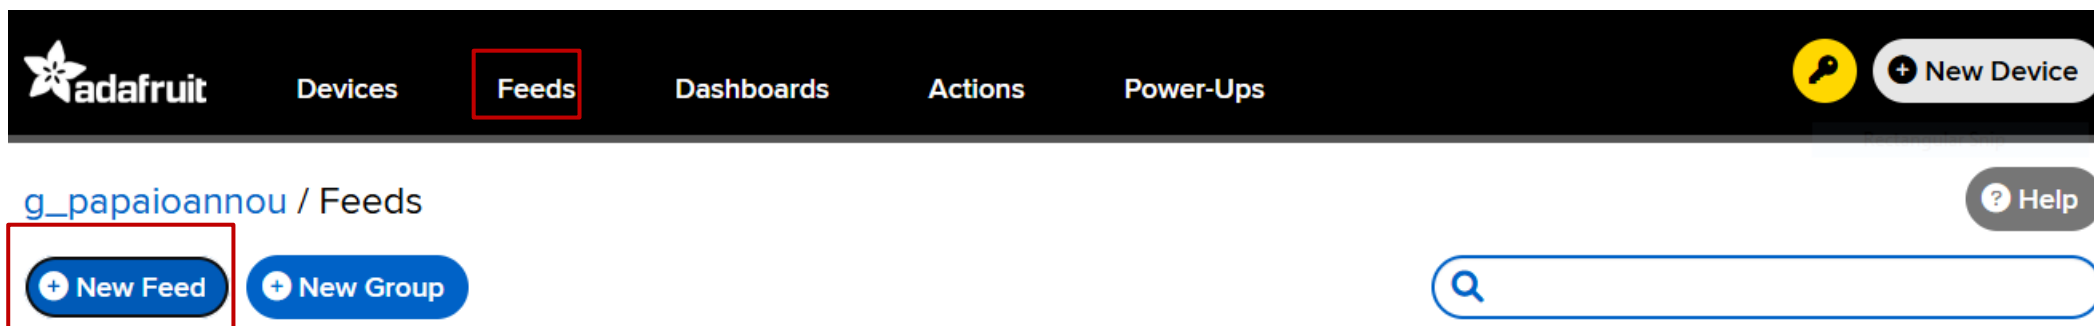 adafruit Devices Feeds Dashboards Actions Power-Ups New Device
g_papaioannou / Feeds Help
New Feed New Group